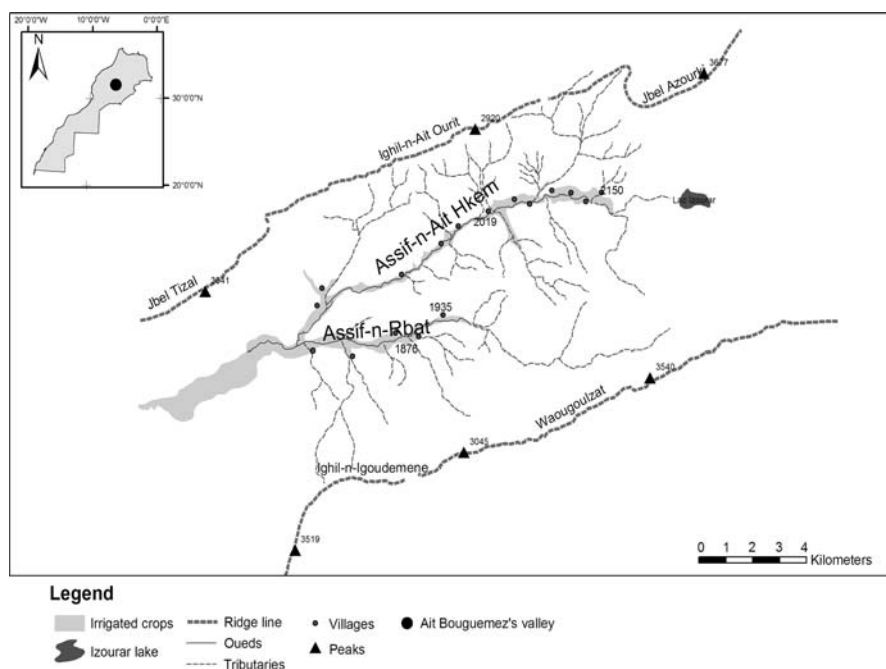 20°0'0"W 10°0'0"W 0°0'0"E
N
30°0'0"N
20°0'0"N
3677
Jbel Azourki
2920
Ighil-n-Ait Ourit
2150
Assif-n-Ait Hkem
2019
Jbel Tizal
1935
Assif-n-Rbat
1876
3540
Waougoulzat
3045
Ighil-n-Igoudemene
3519
0 1 2 3 4
Kilometers
Legend
Irrigated crops
Ridge line
Villages
Ait Bouguemez's valley
Izourar lake
Oueds
Peaks
Tributaries